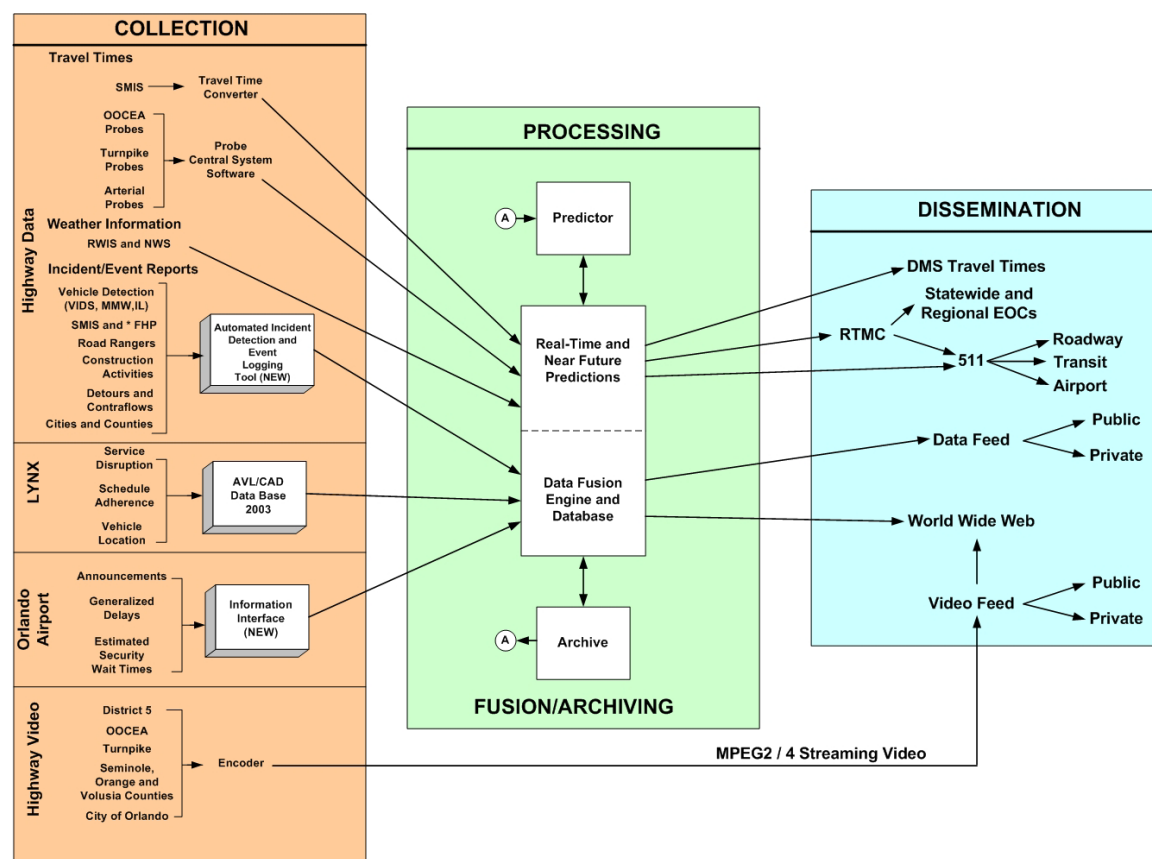 COLLECTION
Travel Times
SMIS
Travel Time
Converter
OOCEA
Probes
Turnpike
Probes
Arterial
Probes
Probe
Central System
Software
Weather Information
RWIS and NWS
Incident/Event Reports
Vehicle Detection
(VIDS, MMW,IL)
SMIS and * FHP
Road Rangers
Construction
Activities
Detours and
Contraflows
Cities and Counties
Automated Incident
Detection and
Event
Logging
Tool (NEW)
Highway Data
LYNX
Service
Disruption
Schedule
Adherence
Vehicle
Location
AVL/CAD
Data Base
2003
Orlando
Airport
Announcements
Generalized
Delays
Estimated
Security
Wait Times
Information
Interface
(NEW)
Highway Video
District 5
OOCEA
Turnpike
Seminole,
Orange and
Volusia Counties
City of Orlando
Encoder
PROCESSING
A
Predictor
Real-Time and
Near Future
Predictions
Data Fusion
Engine and
Database
A
Archive
FUSION/ARCHIVING
MPEG2 / 4 Streaming Video
DISSEMINATION
DMS Travel Times
Statewide and
Regional EOCs
RTMC
511
Roadway
Transit
Airport
Data Feed
Public
Private
World Wide Web
Video Feed
Public
Private